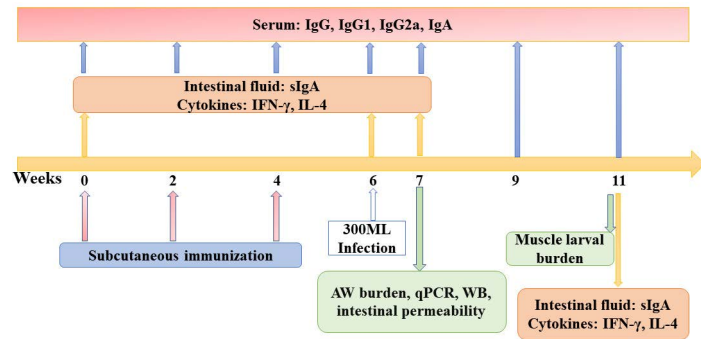 Serum: IgG, IgG1, IgG2a, IgA
Intestinal fluid: sIgA
Cytokines: IFN-γ, IL-4
Weeks 0 2 4 6 7 9 11
300ML
Infection
Subcutaneous immunization
Muscle larval
burden
AW burden, qPCR, WB,
intestinal permeability
Intestinal fluid: sIgA
Cytokines: IFN-γ, IL-4